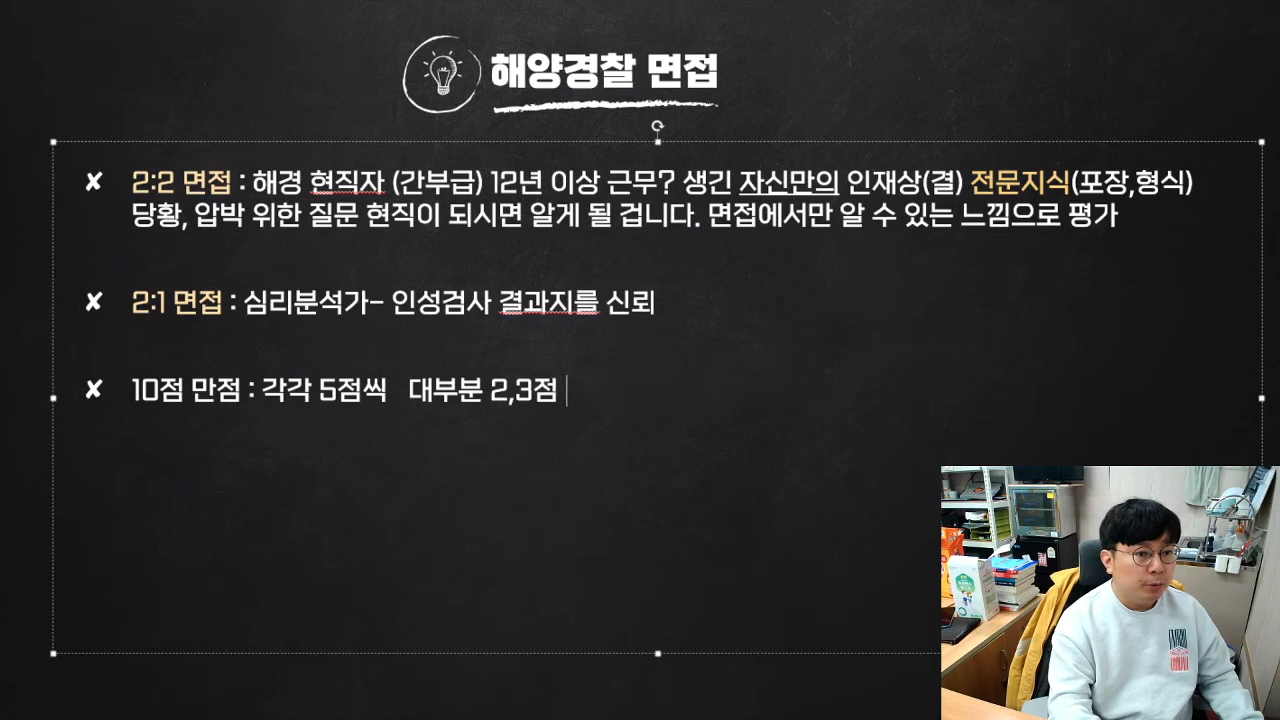 해양경찰 면접
✘ 2:2 면접 : 해경 현직자 (간부급) 12년 이상 근무? 생긴 자신만의 인재상(결) 전문지식(포장,형식)
당황, 압박 위한 질문 현직이 되시면 알게 될 겁니다. 면접에서만 알 수 있는 느낌으로 평가
✘ 2:1 면접 : 심리분석가- 인성검사 결과지를 신뢰
✘ 10점 만점 : 각각 5점씩 대부분 2,3점